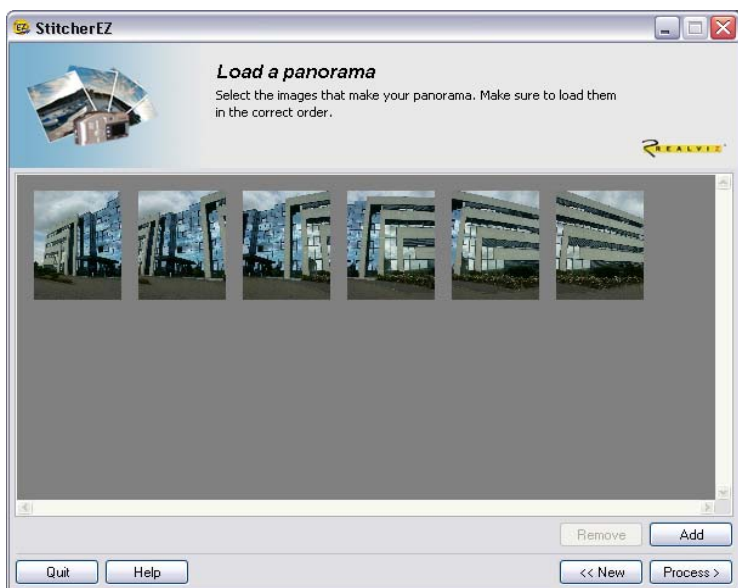 StitcherEZ
Load a panorama
Select the images that make your panorama. Make sure to load them
in the correct order.
REALVIZ
Remove
Add
Quit
Help
<< New
Process >